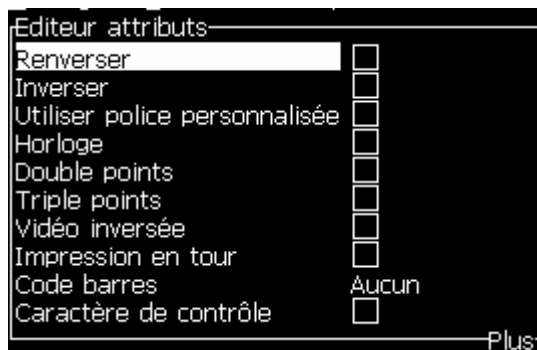 Editeur attributs
Renverser
Inverser
Utiliser police personnalisée
Horloge
Double points
Triple points
Vidéo inversée
Impression en tour
Code barres Aucun
Caractère de contrôle
Plus